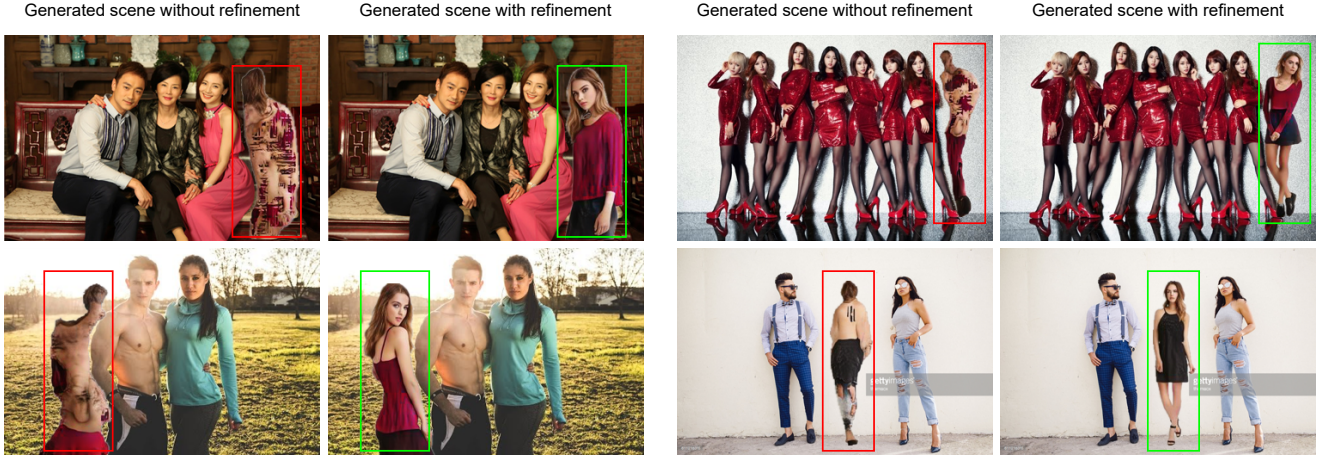 Generated scene without refinement
Generated scene with refinement
Generated scene without refinement
Generated scene with refinement
gettyimages
gettyimages